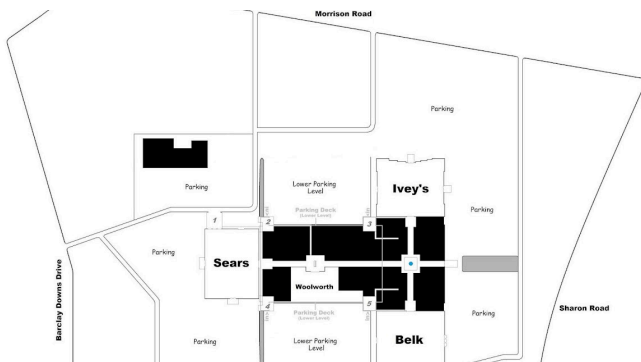 Morrison Road
Parking
Ivey's
Parking
Lower Parking
Level
Parking Deck
(Lower Level)
1
2
3
Parking
Parking
Sears
Woolworth
4
5
Parking Deck
(Lower Level)
Parking
Barclay Downs Drive
Sharon Road
Parking
Lower Parking
Level
Belk
Parking